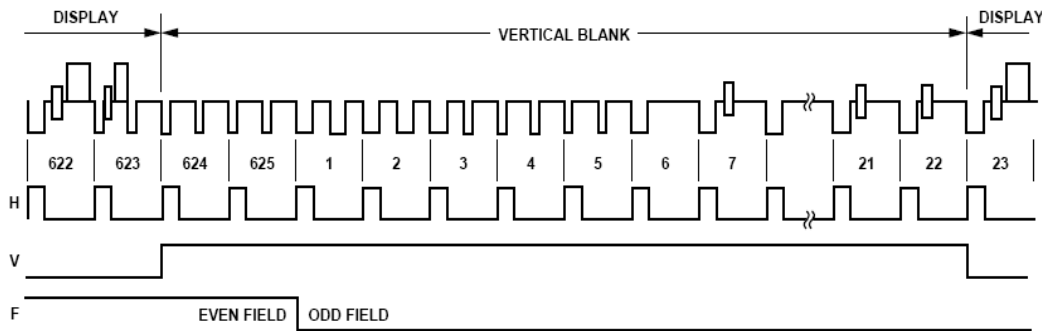 DISPLAY DISPLAY
VERTICAL BLANK
622 623 624 625 1 2 3 4 5 6 7 21 22 23
H
V
F EVEN FIELD ODD FIELD